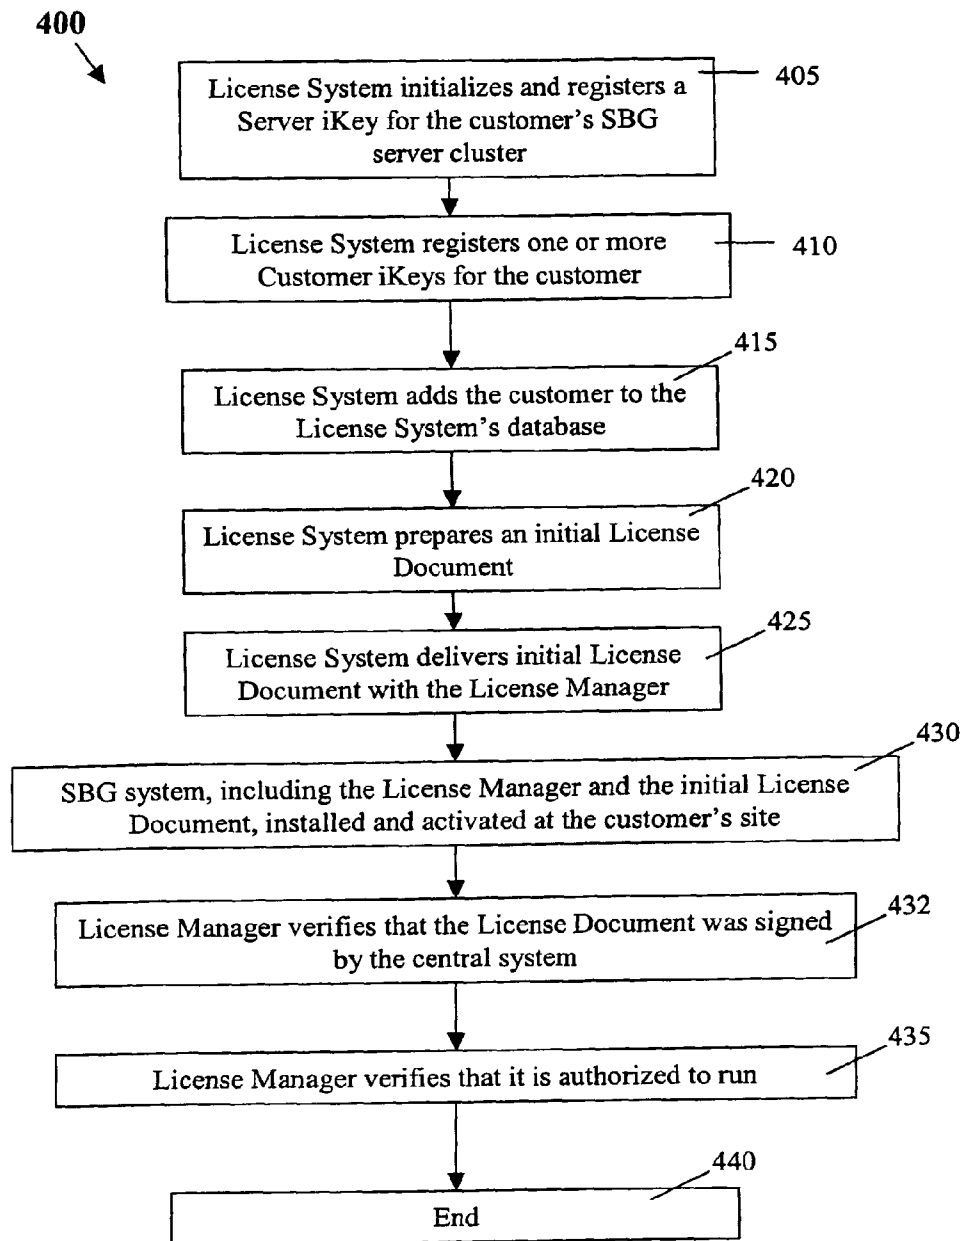 400
License System initializes and registers a
Server iKey for the customer's SBG
server cluster
405
License System registers one or more
Customer iKeys for the customer
410
415
License System adds the customer to the
License System's database
420
License System prepares an initial License
Document
425
License System delivers initial License
Document with the License Manager
430
SBG system, including the License Manager and the initial License
Document, installed and activated at the customer's site
432
License Manager verifies that the License Document was signed
by the central system
435
License Manager verifies that it is authorized to run
440
End